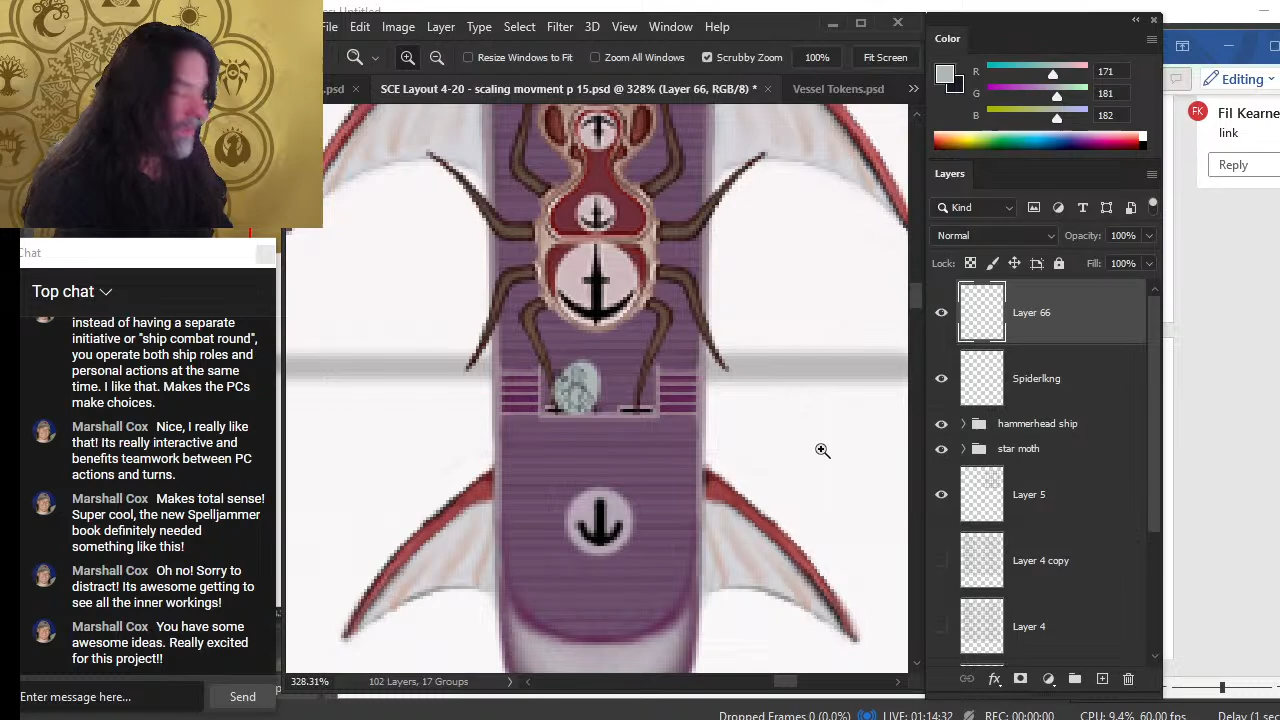 File Edit Image Layer Type Select Filter 3D View Window Help
Resize Windows to Fit Zoom All Windows Scrubby Zoom 100% Fit Screen
.psd × SCE Layout 4-20 - Scaling ment p 15.psd @ 328% (Layer 66, RGB/8) * × Vessel Tokens.psd
Color
R 171
G 181
B 182
Layers
Kind
Normal Opacity: 100%
Lock: Fill: 100%
Layer 66
Spiderlkng
hammerhead ship
star moth
Layer 5
Layer 4 copy
Layer 4
328.31% 102 Layers, 17 Groups
Editing
FK Fil Kearne
link
Reply
Chat
Top chat
instead of having a separate
initiative or "ship combat round",
you operate both ship roles and
personal actions at the same
time. I like that. Makes the PCs
make choices.
Marshall Cox Nice, I really like
that! Its really interactive and
benefits teamwork between PC
actions and turns.
Marshall Cox Makes total sense!
Super cool, the new Spelljammer
book definitely needed
something like this!
Marshall Cox Oh no! Sorry to
distract! Its awesome getting to
see all the inner workings!
Marshall Cox You have some
awesome ideas. Really excited
for this project!!
Enter message here... Send
Dropped Frames 0 (0.0%) LIVE: 01:14:32 REC: 00:00:00 CPU: 9.4%, 60.00 fps Delay (1 sec